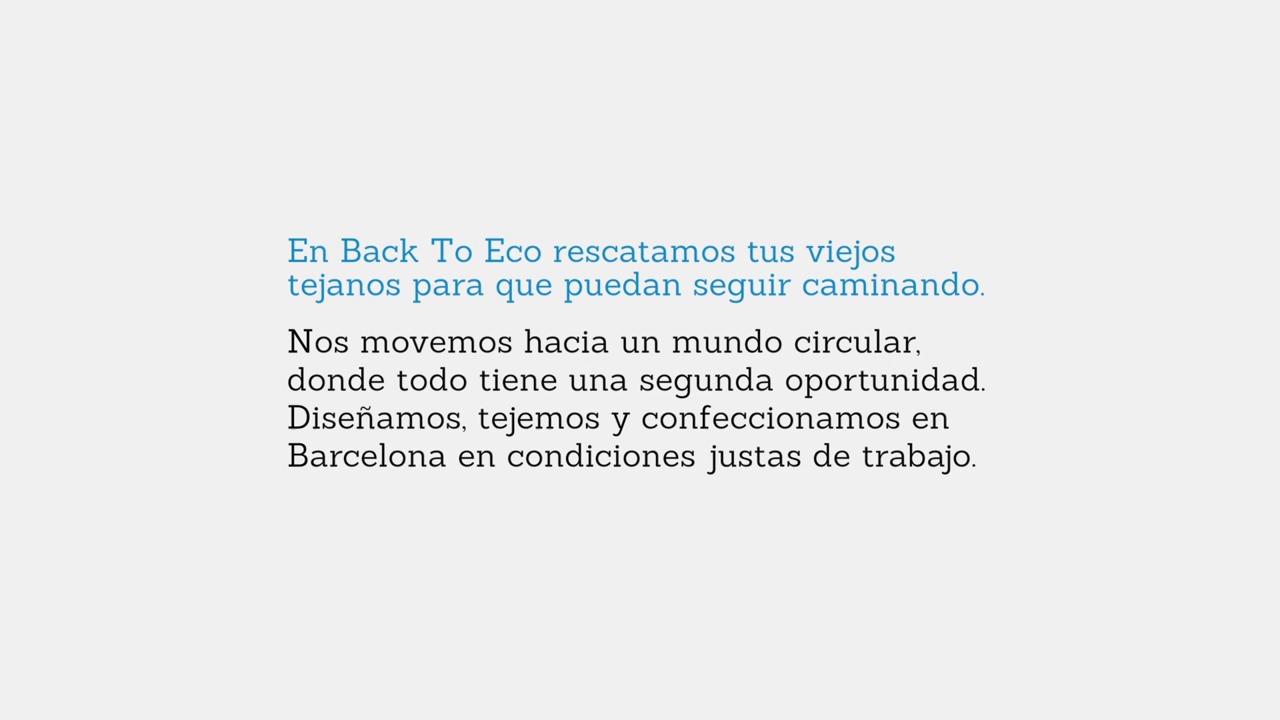 En Back To Eco rescatamos tus viejos
tejanos para que puedan seguir caminando.
Nos movemos hacia un mundo circular,
donde todo tiene una segunda oportunidad.
Diseñamos, tejemos y confeccionamos en
Barcelona en condiciones justas de trabajo.